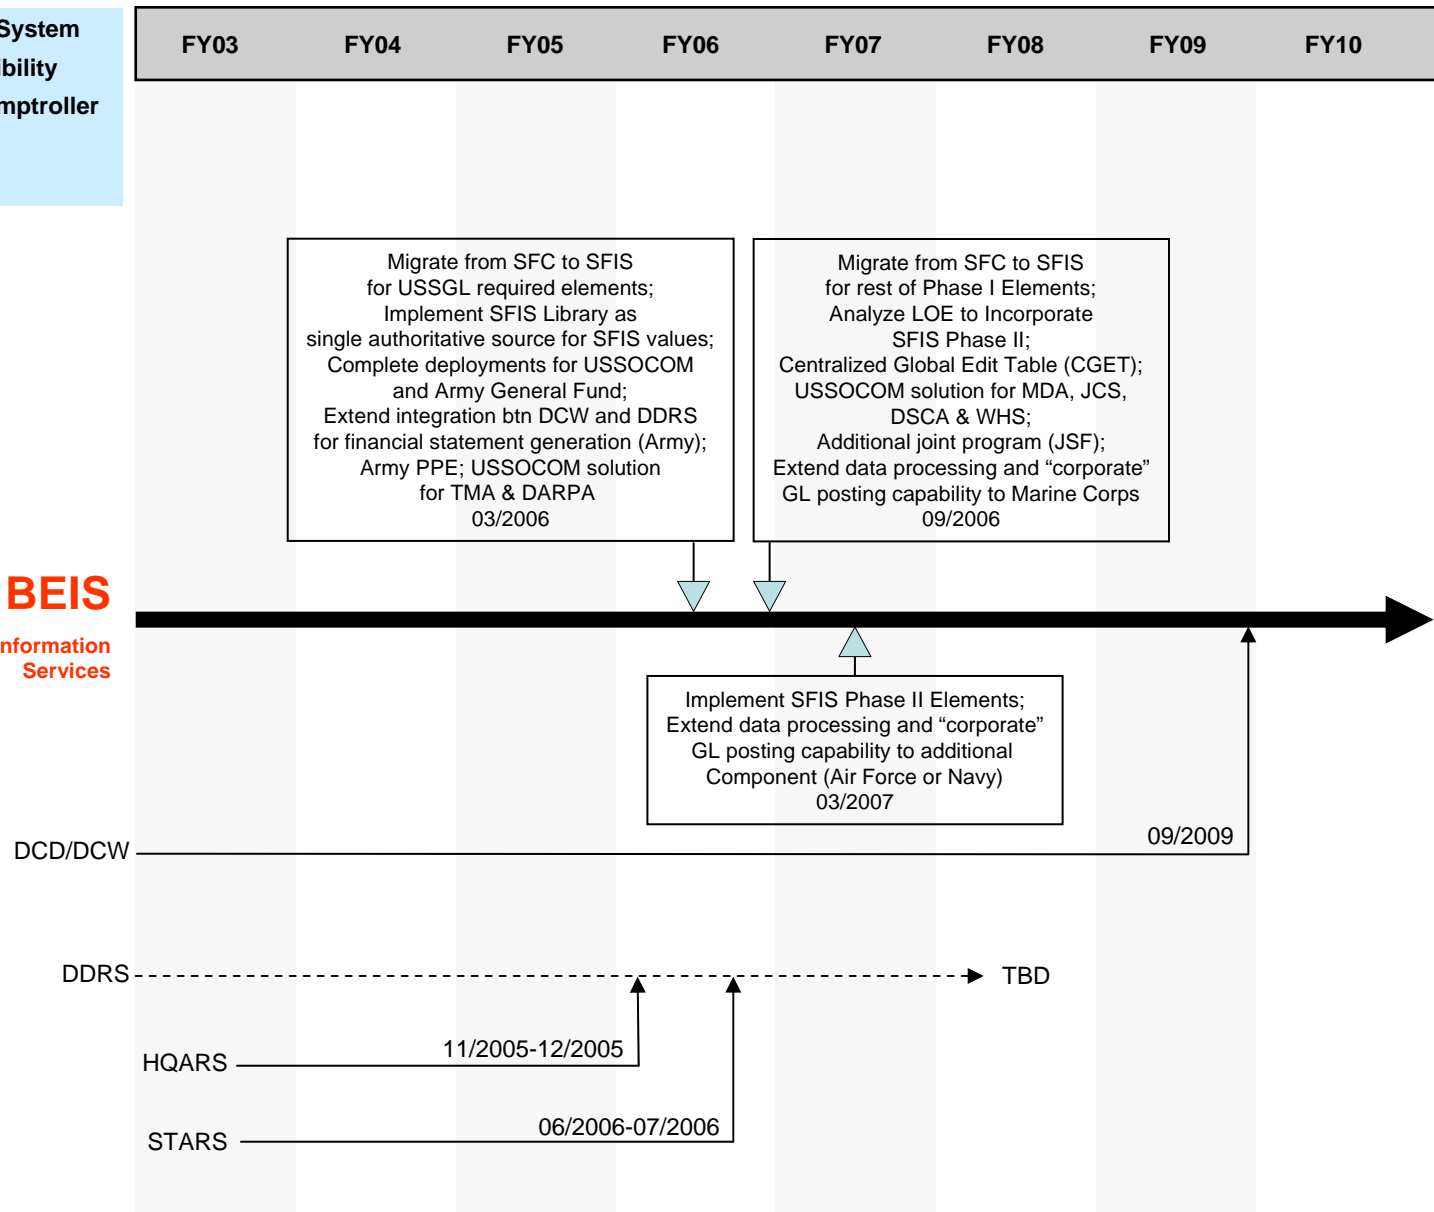 System
FY03 FY04 FY05 FY06 FY07 FY08 FY09 FY10
Migrate from SFC to SFIS
for USSGL required elements;
Implement SFIS Library as
single authoritative source for SFIS values;
Complete deployments for USSOCOM
and Army General Fund;
Extend integration btn DCW and DDRS
for financial statement generation (Army);
Army PPE; USSOCOM solution
for TMA & DARPA
03/2006
Migrate from SFC to SFIS
for rest of Phase I Elements;
Analyze LOE to Incorporate
SFIS Phase II;
Centralized Global Edit Table (CGET);
USSOCOM solution for MDA, JCS,
DSCA & WHS;
Additional joint program (JSF);
Extend data processing and “corporate”
GL posting capability to Marine Corps
09/2006
BEIS
Services
Implement SFIS Phase II Elements;
Extend data processing and “corporate”
GL posting capability to additional
Component (Air Force or Navy)
03/2007
DCD/DCW
09/2009
DDRS
TBD
HQARS
11/2005-12/2005
STARS
06/2006-07/2006